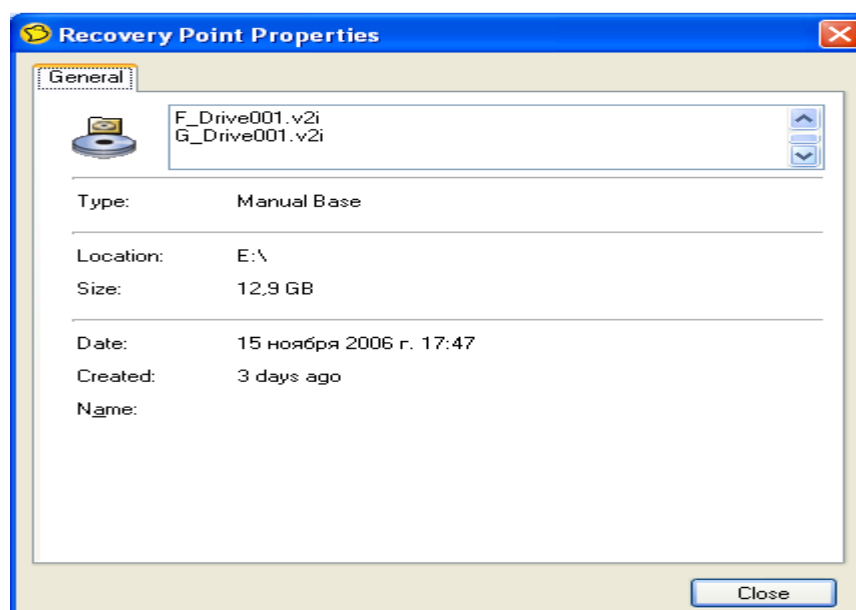 Recovery Point Properties
General
F_Drive001.v2i
G_Drive001.v2i
Type: Manual Base
Location: E:\
Size: 12,9 GB
Date: 15 ноября 2006 г. 17:47
Created: 3 days ago
Name:
Close